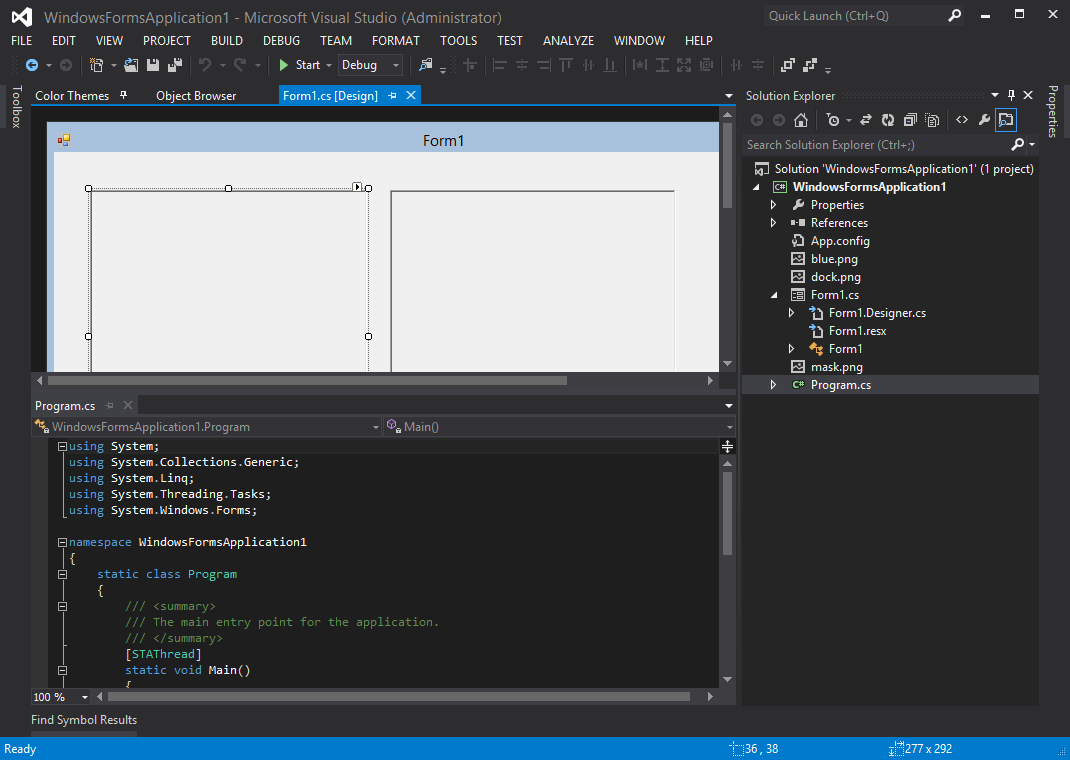 WindowsFormsApplication1 - Microsoft Visual Studio (Administrator)
Quick Launch (Ctrl+Q)
FILE EDIT VIEW PROJECT BUILD DEBUG TEAM FORMAT TOOLS TEST ANALYZE WINDOW HELP
Start Debug
Toolbox
Color Themes Object Browser Form1.cs [Design]
Form1
Program.cs
WindowsFormsApplication1.Program Main()
using System;
using System.Collections.Generic;
using System.Linq;
using System.Threading.Tasks;
using System.Windows.Forms;
namespace WindowsFormsApplication1
{
static class Program
{
/// <summary>
/// The main entry point for the application.
/// </summary>
[STAThread]
static void Main()
{
100 %
Find Symbol Results
Solution Explorer
Search Solution Explorer (Ctrl+;)
Solution 'WindowsFormsApplication1' (1 project)
C# WindowsFormsApplication1
Properties
References
App.config
blue.png
dock.png
Form1.cs
Form1.Designer.cs
Form1.resx
Form1
mask.png
C# Program.cs
Properties
Ready 36 , 38 277 x 292